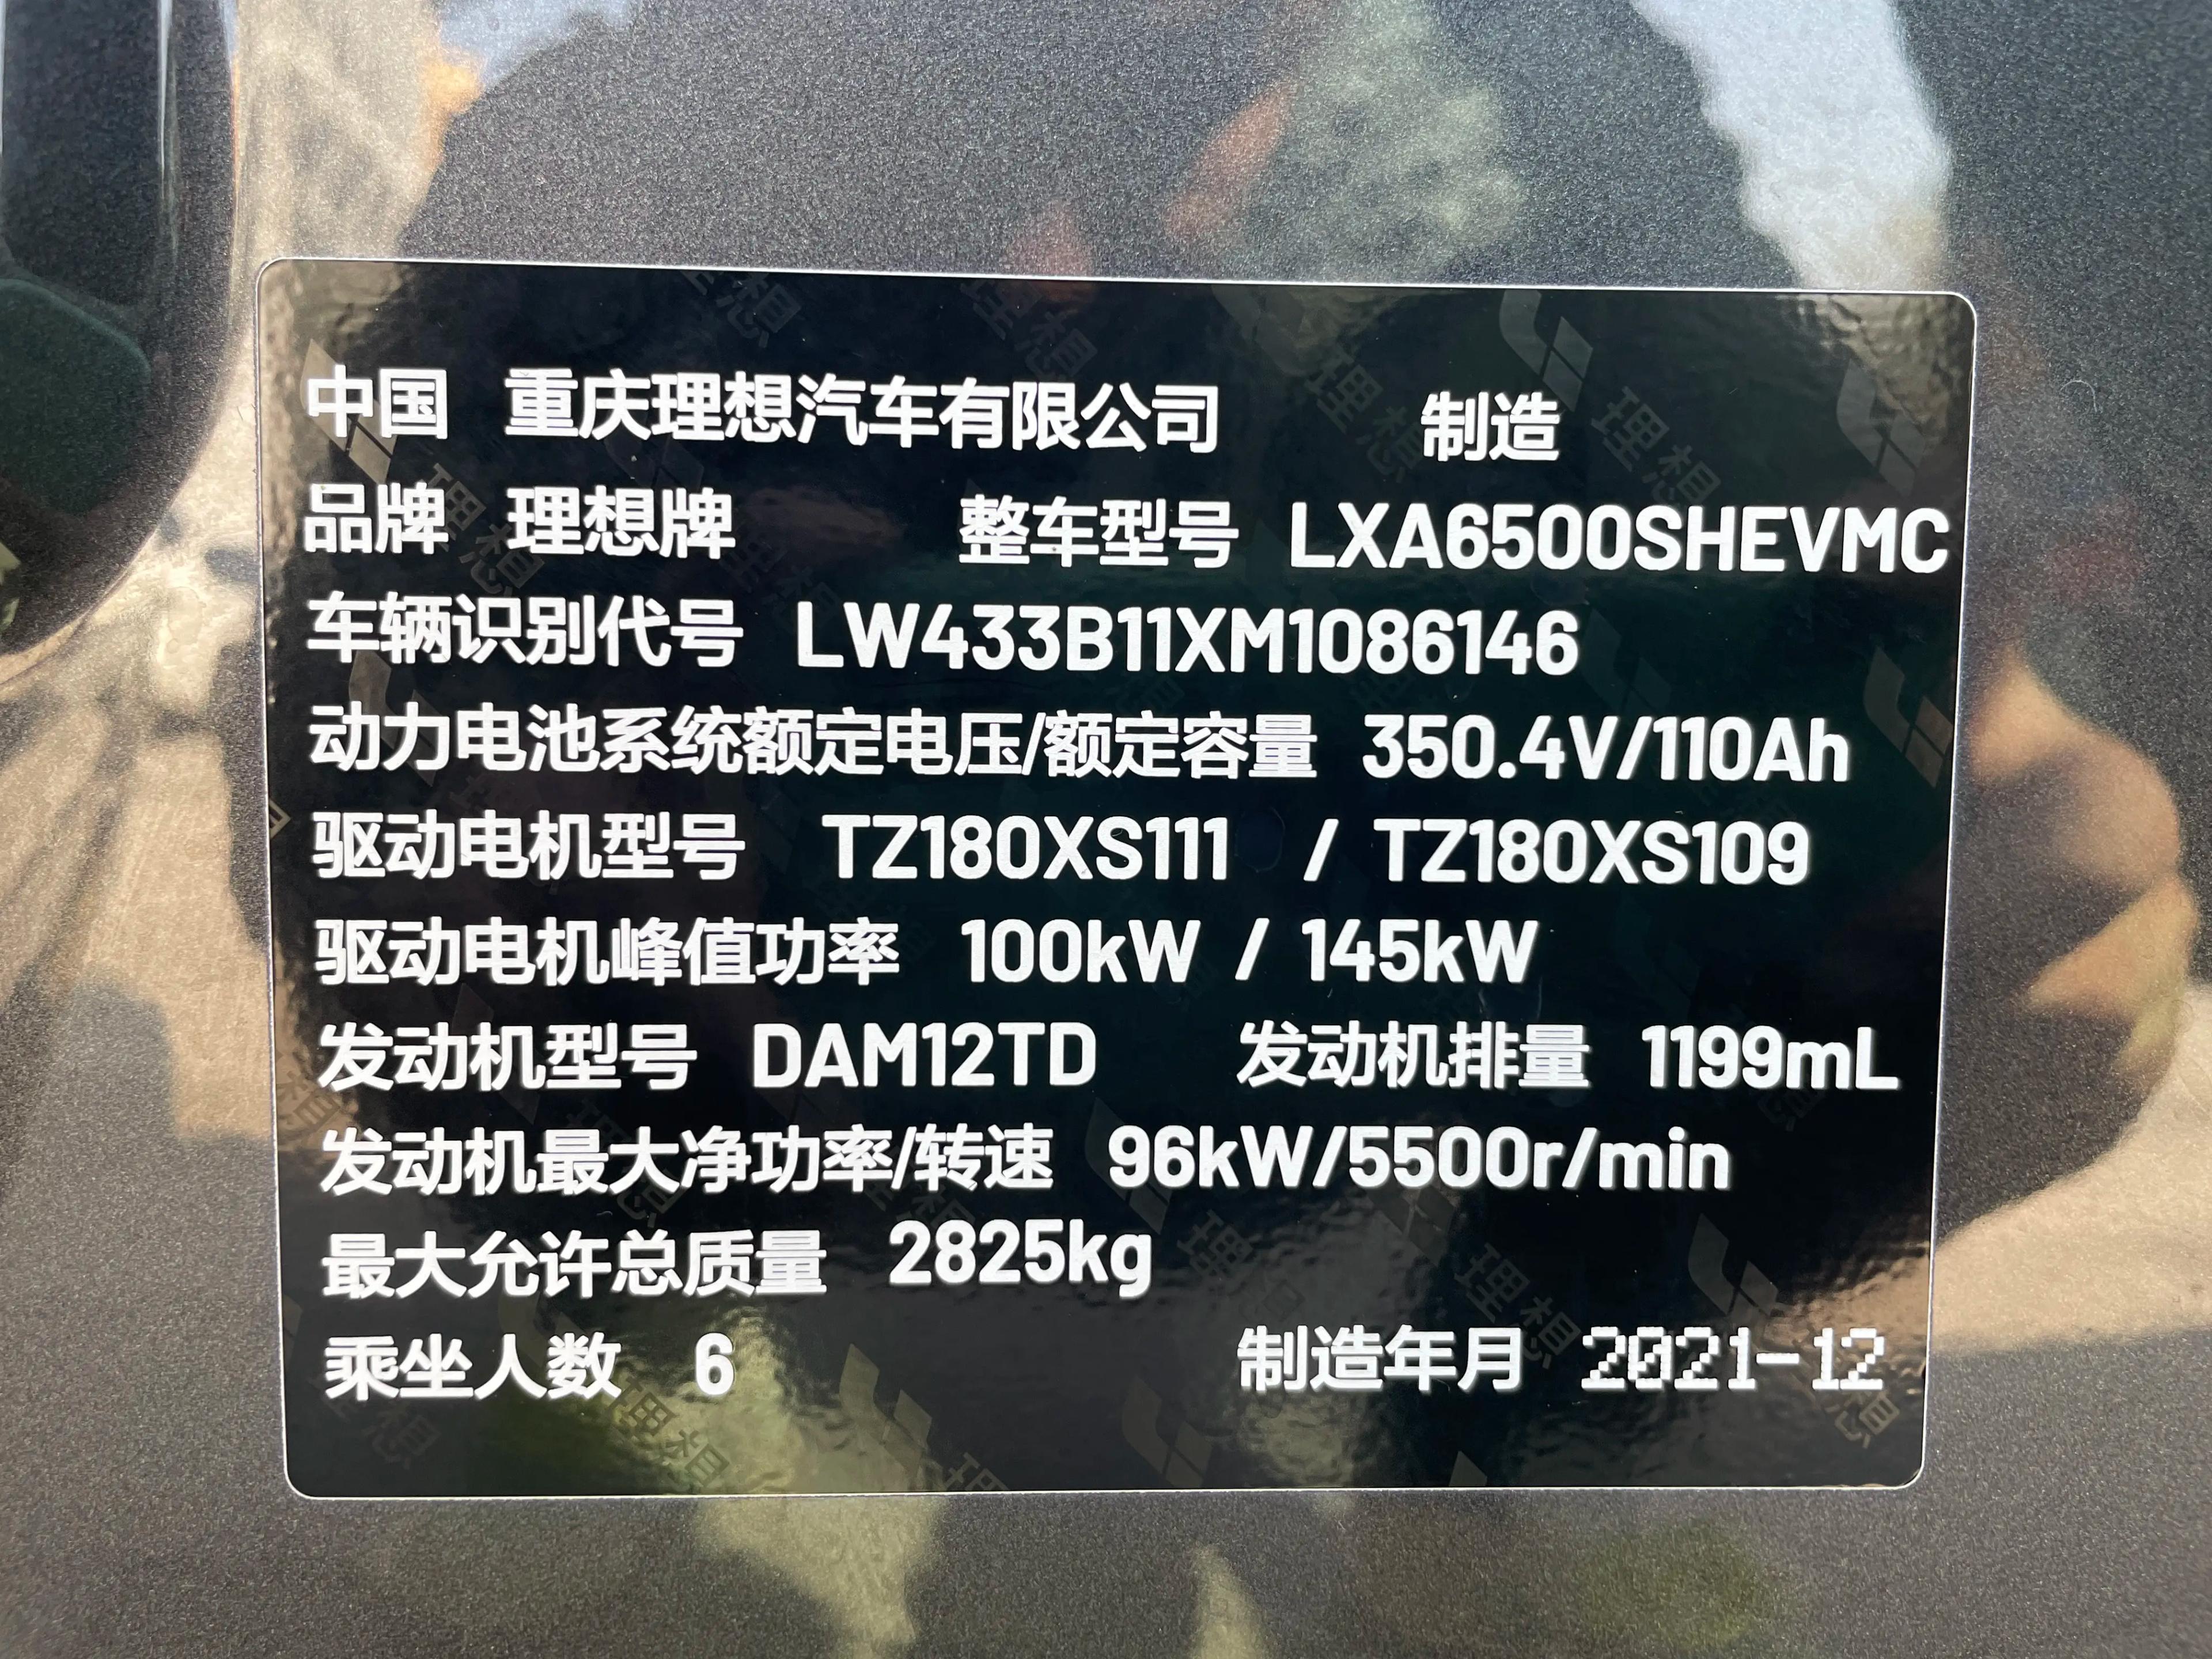 中国 重庆理想汽车有限公司 制造
品牌 理想牌 整车型号 LXA6500SHEVMC
车辆识别代号 LW433B11XM1086146
动力电池系统额定电压/额定容量 350.4V/110Ah
驱动电机型号 TZ180XS111 / TZ180XS109
驱动电机峰值功率 100kW / 145kW
发动机型号 DAM12TD 发动机排量 1199mL
发动机最大净功率/转速 96kW/5500r/min
最大允许总质量 2825kg
乘坐人数 6 制造年月 2021-12